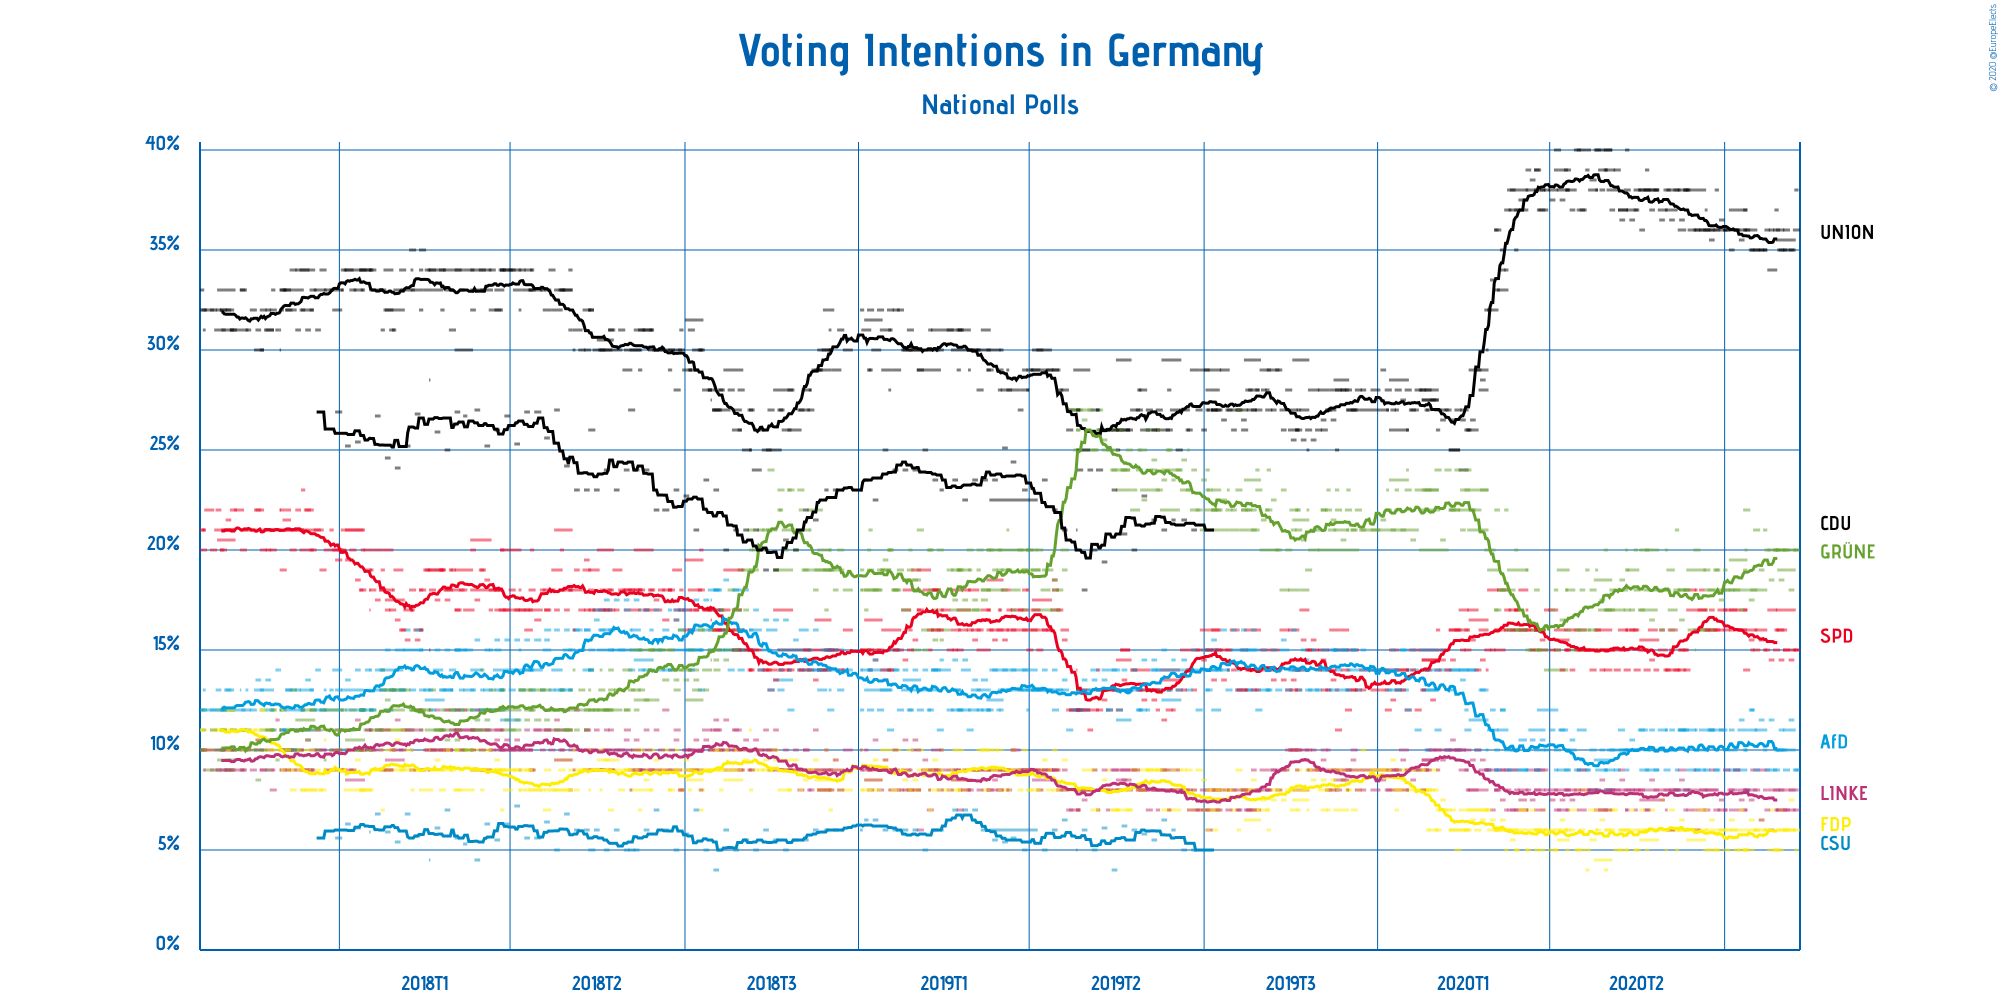 © 2020 @EuropeElects
Voting Intentions in Germany
National Polls
40%
35%
30%
25%
20%
15%
10%
5%
0%
UNION
CDU
GRÜNE
SPD
AfD
LINKE
FDP
CSU
2018T1 2018T2 2018T3 2019T1 2019T2 2019T3 2020T1 2020T2